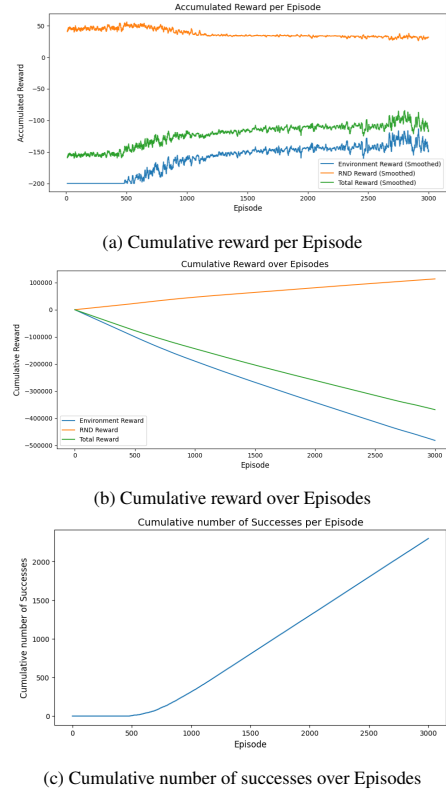 Accumulated Reward per Episode
Accumulated Reward
50
0
−50
−100
−150
−200
Environment Reward (Smoothed)
RND Reward (Smoothed)
Total Reward (Smoothed)
0 500 1000 1500 2000 2500 3000
Episode
(a) Cumulative reward per Episode
Cumulative Reward over Episodes
Cumulative Reward
100000
0
−100000
−200000
−300000
−400000
−500000
Environment Reward
RND Reward
Total Reward
0 500 1000 1500 2000 2500 3000
Episode
(b) Cumulative reward over Episodes
Cumulative number of Successes per Episode
Cumulative number of Successes
2000
1500
1000
500
0
0 500 1000 1500 2000 2500 3000
Episode
(c) Cumulative number of successes over Episodes